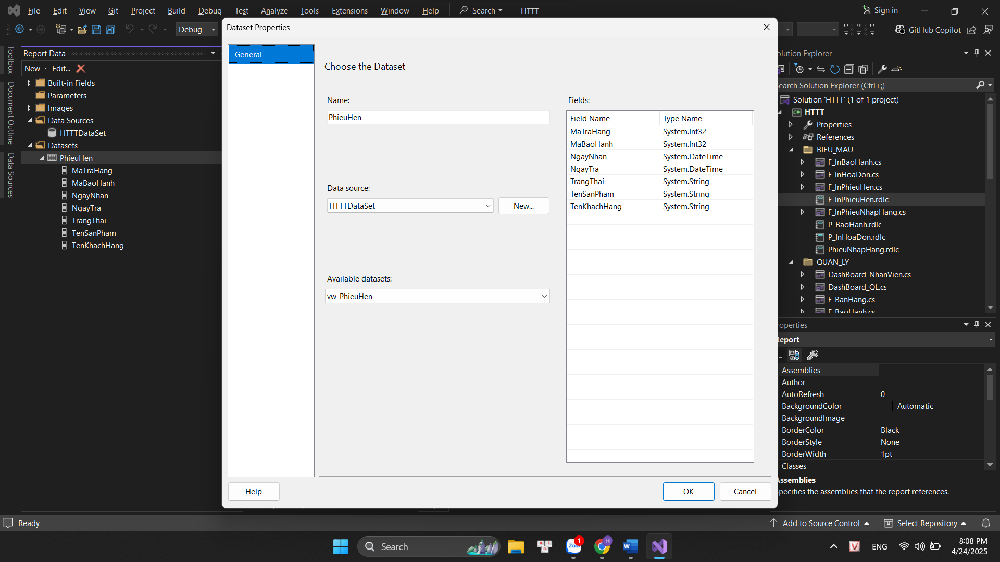 File Edit View Git Project Build Debug Test Analyze Tools Extensions Window Help Search HTTT Sign in
Debug GitHub Copilot
Dataset Properties
Toolbox
Document Outline
Data Sources
Report Data
New Edit...
Built-in Fields
Parameters
Images
Data Sources
HTTTDataSet
Datasets
PhieuHen
MaTraHang
MaBaoHanh
NgayNhan
NgayTra
TrangThai
TenSanPham
TenKhachHang
General
Choose the Dataset
Name:
PhieuHen
Data source:
HTTTDataSet
New...
Available datasets:
vw_PhieuHen
Fields:
Field Name Type Name
MaTraHang System.Int32
MaBaoHanh System.Int32
NgayNhan System.DateTime
NgayTra System.DateTime
TrangThai System.String
TenSanPham System.String
TenKhachHang System.String
Help
OK
Cancel
olution Explorer
earch Solution Explorer (Ctrl+;)
Solution 'HTTT' (1 of 1 project)
C# HTTT
Properties
References
BIEU_MAU
F_InBaoHanh.cs
F_InHoaDon.cs
F_InPhieuHen.cs
F_InPhieuHen.rdlc
F_InPhieuNhapHang.cs
P_BaoHanh.rdlc
P_InHoaDon.rdlc
PhieuNhapHang.rdlc
QUAN_LY
DashBoard_NhanVien.cs
DashBoard_QL.cs
F_BanHang.cs
F_BaoHanh.cs
roperties
Report
Assemblies
Author
AutoRefresh 0
BackgroundColor Automatic
BackgroundImage
BorderColor Black
BorderStyle None
BorderWidth 1pt
Classes
Assemblies
pecifies the assemblies that the report references.
Ready
Add to Source Control Select Repository
Search
Zalo
1
H
W
V
ENG
8:08 PM
4/24/2025